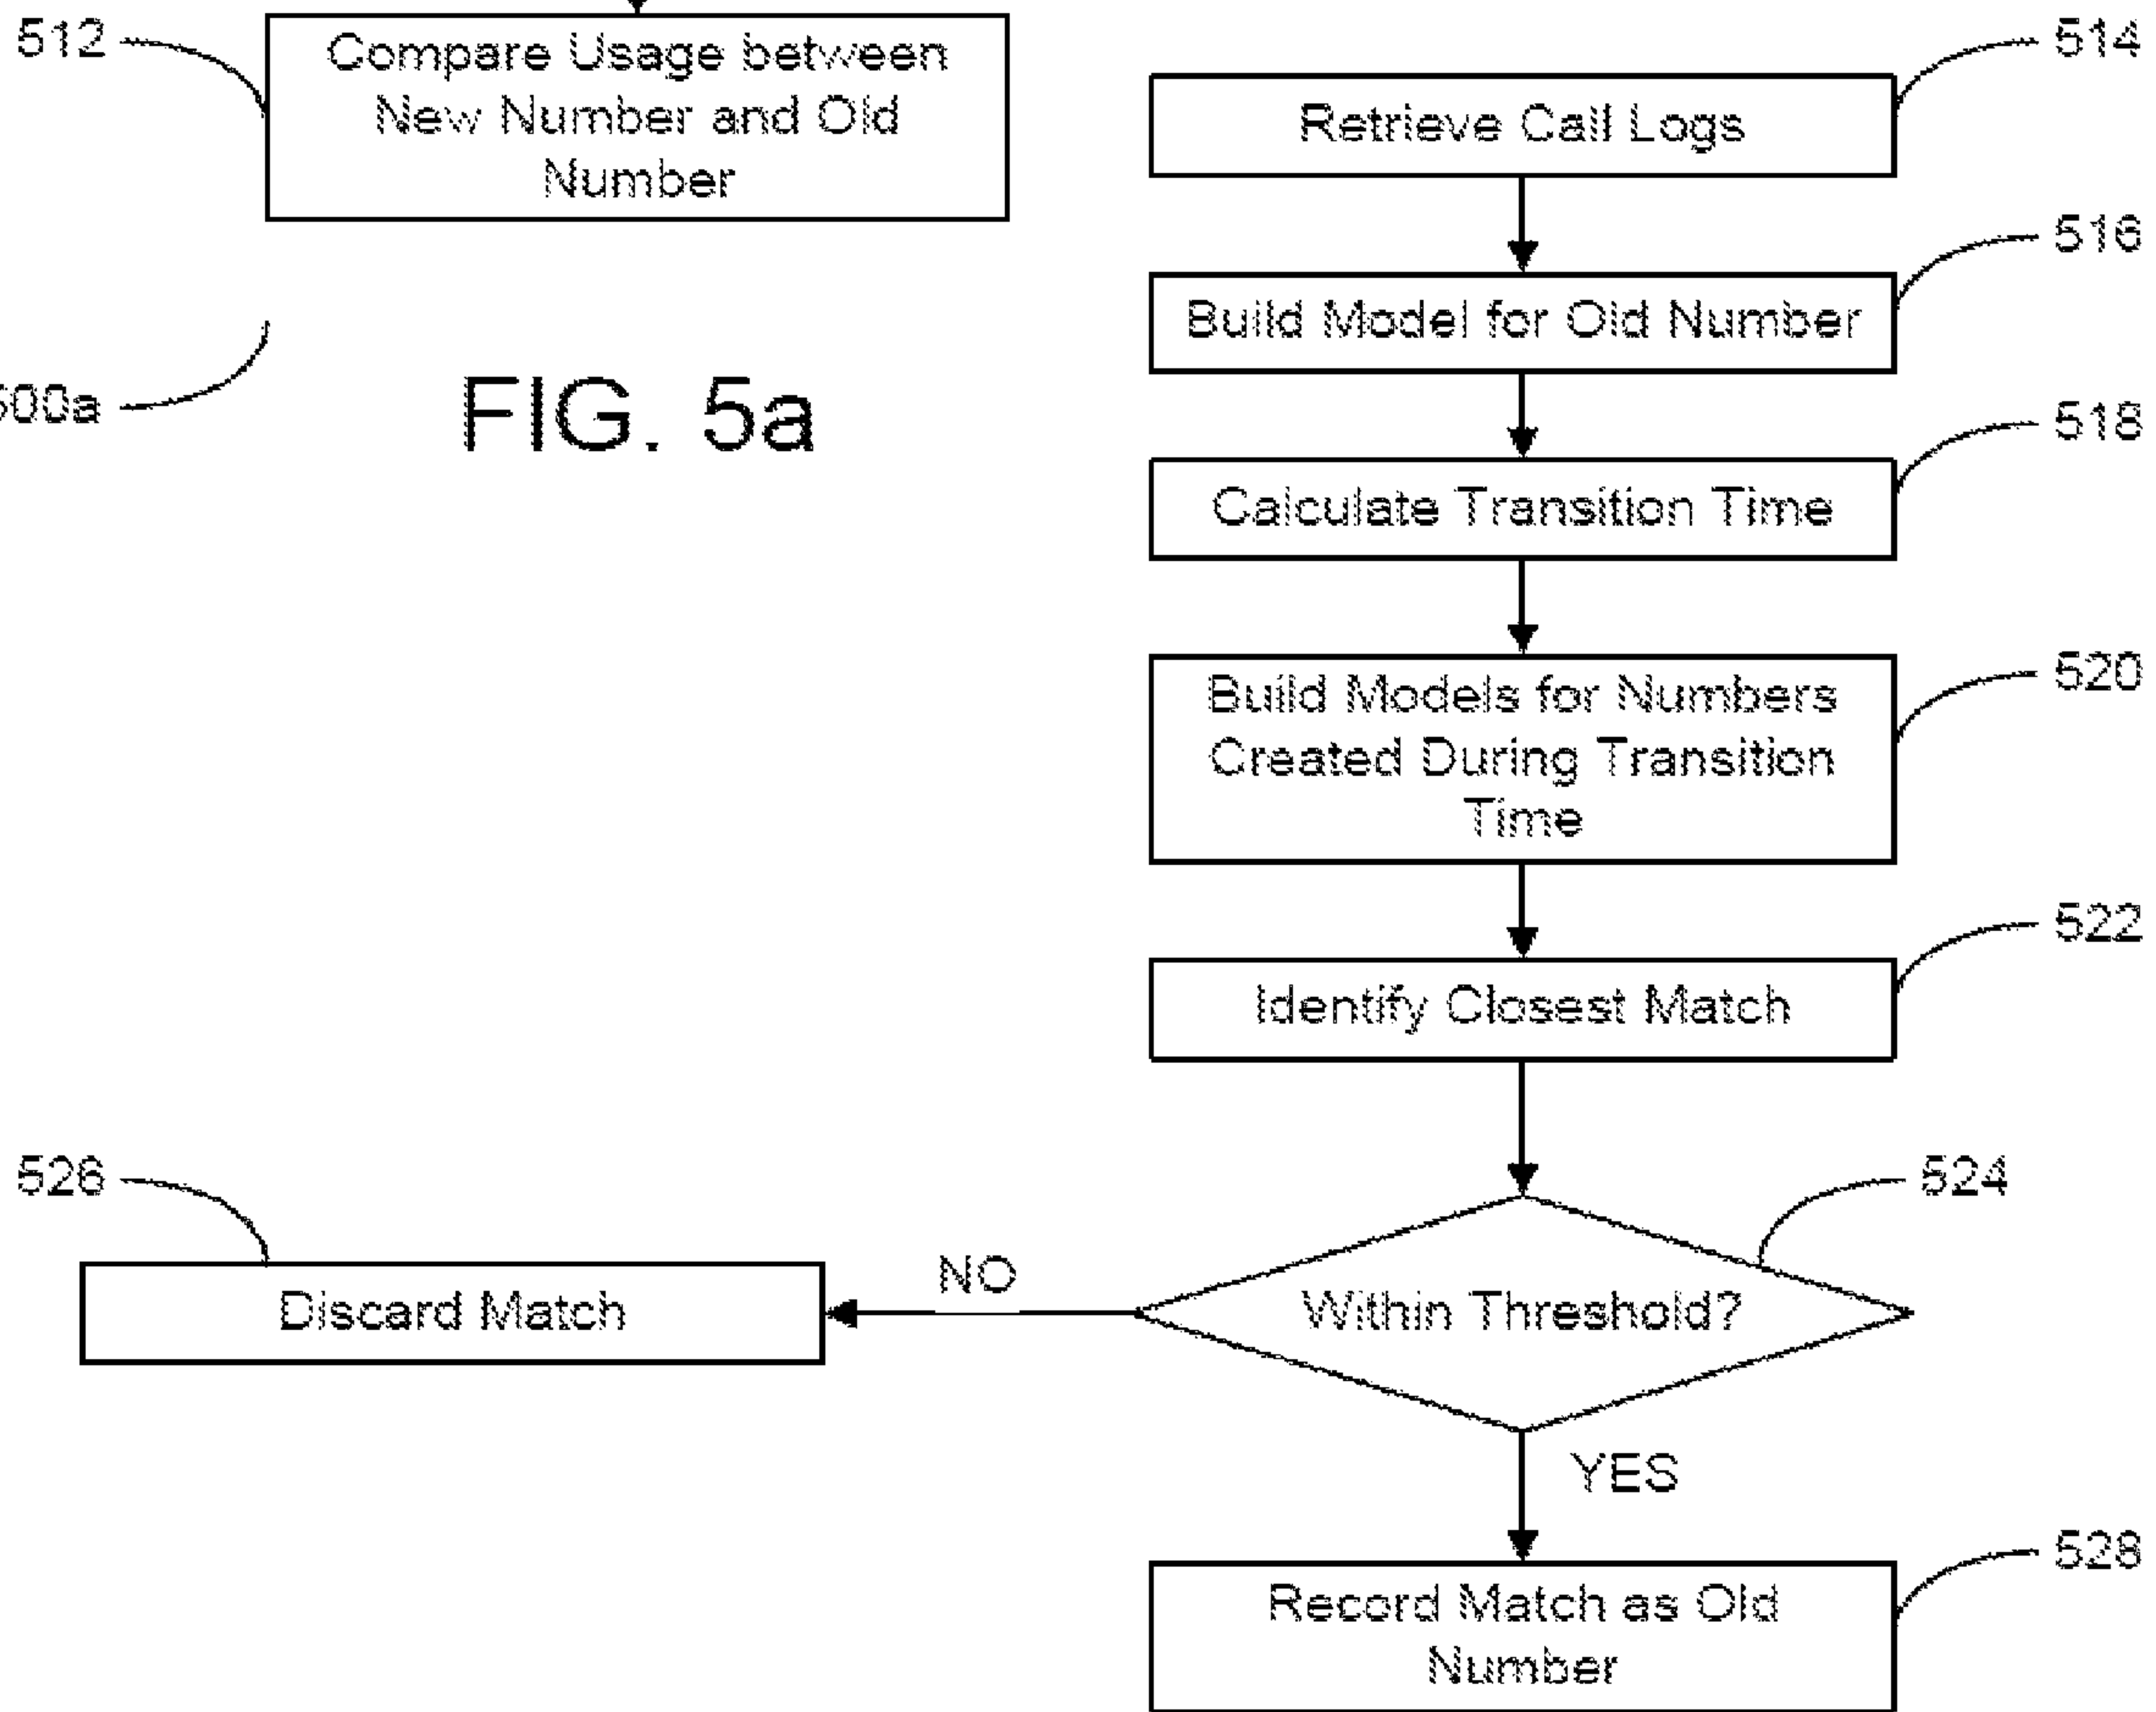 512
Compare Usage between
New Number and Old
Number
500a
FIG. 5a
514
Retrieve Call Logs
516
Build Model for Old Number
518
Calculate Transition Time
520
Build Models for Numbers
Created During Transition
Time
522
Identify Closest Match
524
Within Threshold?
NO
526
Discard Match
YES
528
Record Match as Old
Number